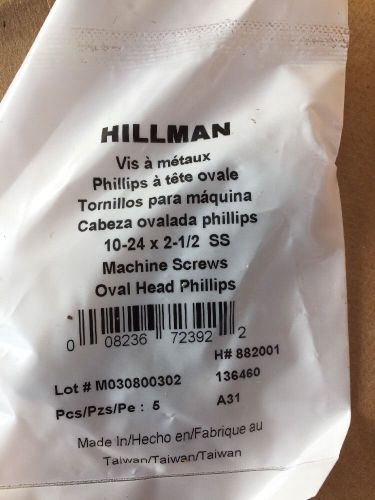 HILLMAN
Vis à métaux
Phillips à tête ovale
Tornillos para máquina
Cabeza ovalada phillips
10-24 x 2-1/2 SS
Machine Screws
Oval Head Phillips
0 08236 72392 2
H# 882001
Lot # M030800302 136460
Pcs/Pzs/Pe : 5 A31
Made In/Hecho en/Fabrique au
Taiwan/Taiwan/Taiwan